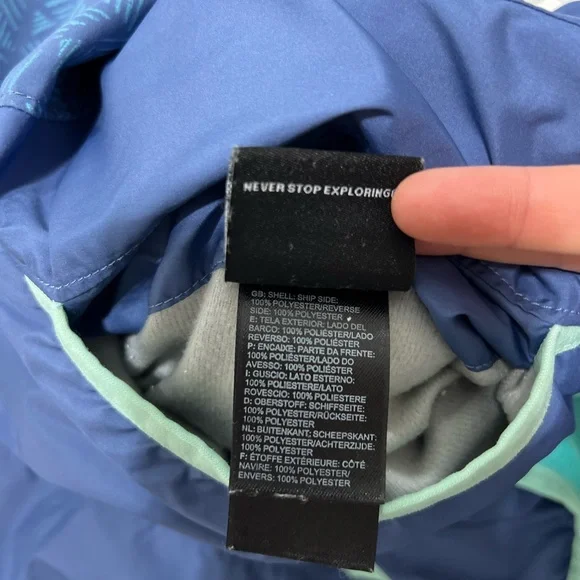 NEVER STOP EXPLORING
GB: SHELL: SHIP SIDE:
100% POLYESTER/REVERSE
SIDE: 100% POLYESTER
E: TELA EXTERIOR: LADO DEL
BARCO: 100% POLIÉSTER/LADO
REVERSO: 100% POLIÉSTER
P: ENCAIXE: PARTE DA FRENTE:
100% POLIÉSTER/LADO DO
AVESSO: 100% POLIÉSTER
I: GUSCIO: LATO ESTERNO:
100% POLIESTERE/LATO
ROVESCIO: 100% POLIESTERE
D: OBERSTOFF: SCHIFFSEITE:
100% POLYESTER/RÜCKSEITE:
100% POLYESTER
NL: BUITENKANT: SCHEEPSKANT:
100% POLYESTER/ACHTERZIJDE:
100% POLYESTER
F: ÉTOFFE EXTÉRIEURE: CÔTÉ
NAVIRE: 100% POLYESTER/
ENVERS: 100% POLYESTER